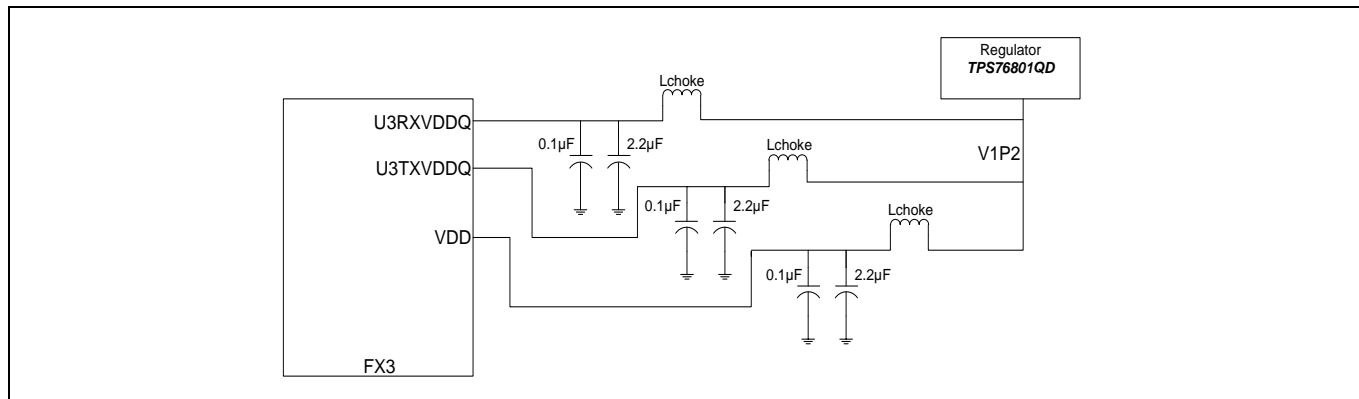 Regulator
TPS76801QD
Lchoke
U3RXVDDQ
0.1µF
2.2µF
Lchoke
V1P2
U3TXVDDQ
0.1µF
2.2µF
Lchoke
VDD
0.1µF
2.2µF
FX3